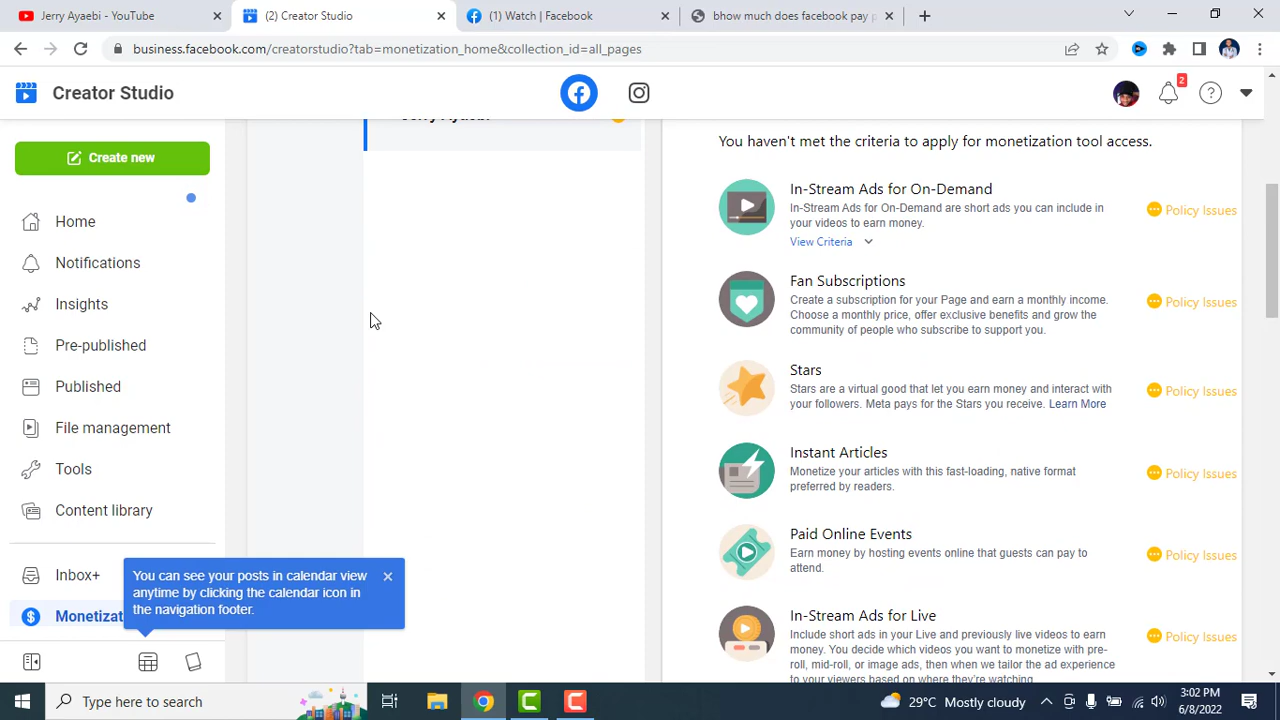 Jerry Ayaebi - YouTube
(2) Creator Studio
(1) Watch | Facebook
bhow much does facebook pay p
business.facebook.com/creatorstudio?tab=monetization_home&collection_id=all_pages
Creator Studio
2
Create new
Home
Notifications
Insights
Pre-published
Published
File management
Tools
Content library
Inbox+
Monetizat
You can see your posts in calendar view
anytime by clicking the calendar icon in
the navigation footer.
Jerry Ayaebi
You haven't met the criteria to apply for monetization tool access.
In-Stream Ads for On-Demand
In-Stream Ads for On-Demand are short ads you can include in
your videos to earn money.
View Criteria
Policy Issues
Fan Subscriptions
Create a subscription for your Page and earn a monthly income.
Choose a monthly price, offer exclusive benefits and grow the
community of people who subscribe to support you.
Policy Issues
Stars
Stars are a virtual good that let you earn money and interact with
your followers. Meta pays for the Stars you receive. Learn More
Policy Issues
Instant Articles
Monetize your articles with this fast-loading, native format
preferred by readers.
Policy Issues
Paid Online Events
Earn money by hosting events online that guests can pay to
attend.
Policy Issues
In-Stream Ads for Live
Include short ads in your Live and previously live videos to earn
money. You decide which videos you want to monetize with pre-
roll, mid-roll, or image ads, then when we tailor the ad experience
to your viewers based on where they're watching.
Policy Issues
Type here to search
29°C Mostly cloudy
3:02 PM
6/8/2022